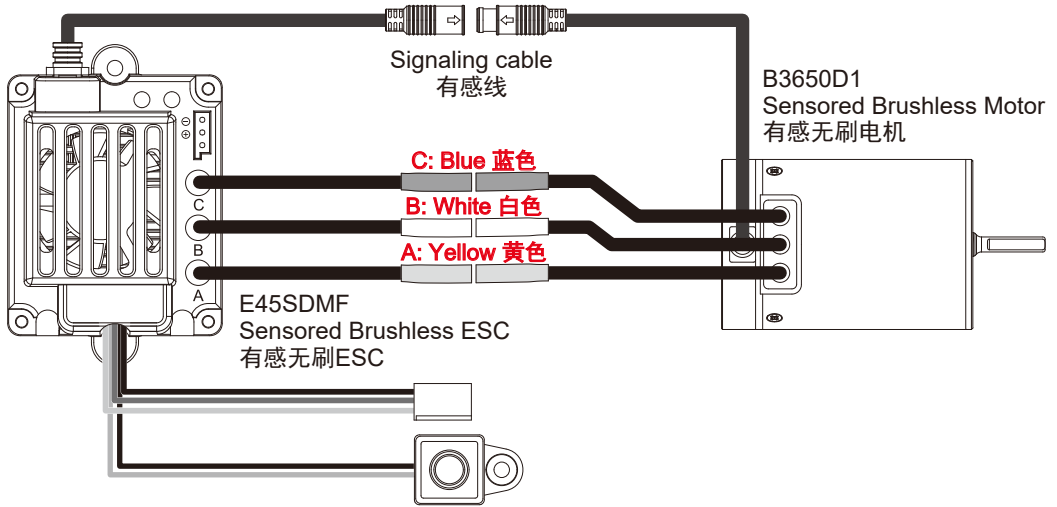 Signaling cable
有感线
B3650D1
Sensored Brushless Motor
有感无刷电机
⊖
⊕
C: Blue 蓝色
C
B: White 白色
B
A: Yellow 黄色
A
E45SDMF
Sensored Brushless ESC
有感无刷ESC